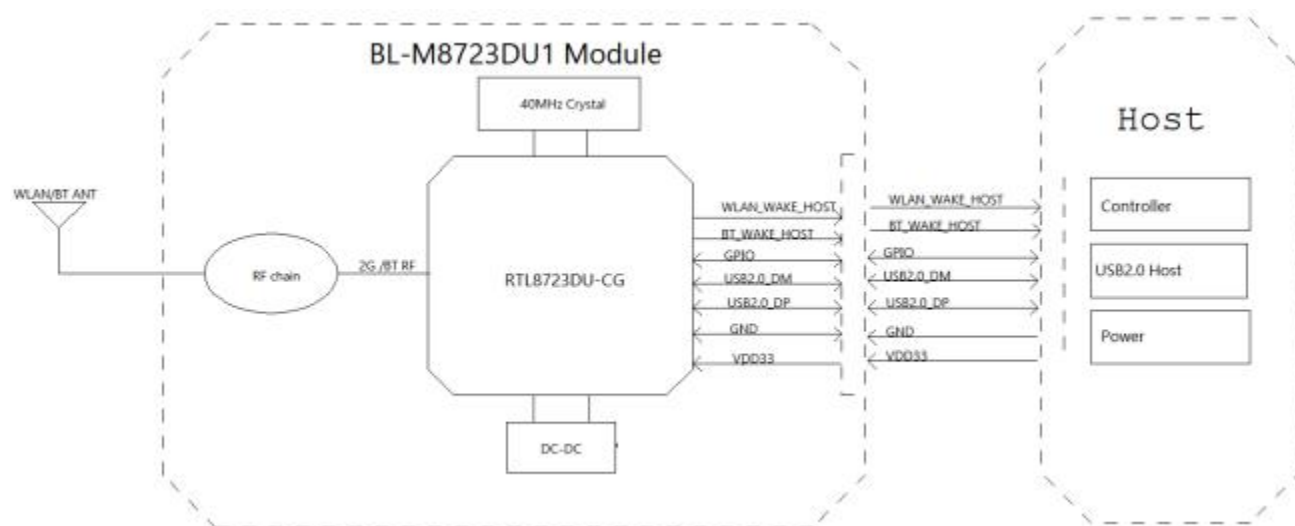 BL-M8723DU1 Module
40MHz Crystal
Host
WLAN/BT ANT
RF chain
2G /BT RF
RTL8723DU-CG
WLAN_WAKE_HOST
BT_WAKE_HOST
GPIO
USB2.0_DM
USB2.0_DP
GND
VDD33
WLAN_WAKE_HOST
BT_WAKE_HOST
GPIO
USB2.0_DM
USB2.0_DP
GND
VDD33
Controller
USB2.0 Host
Power
DC-DC